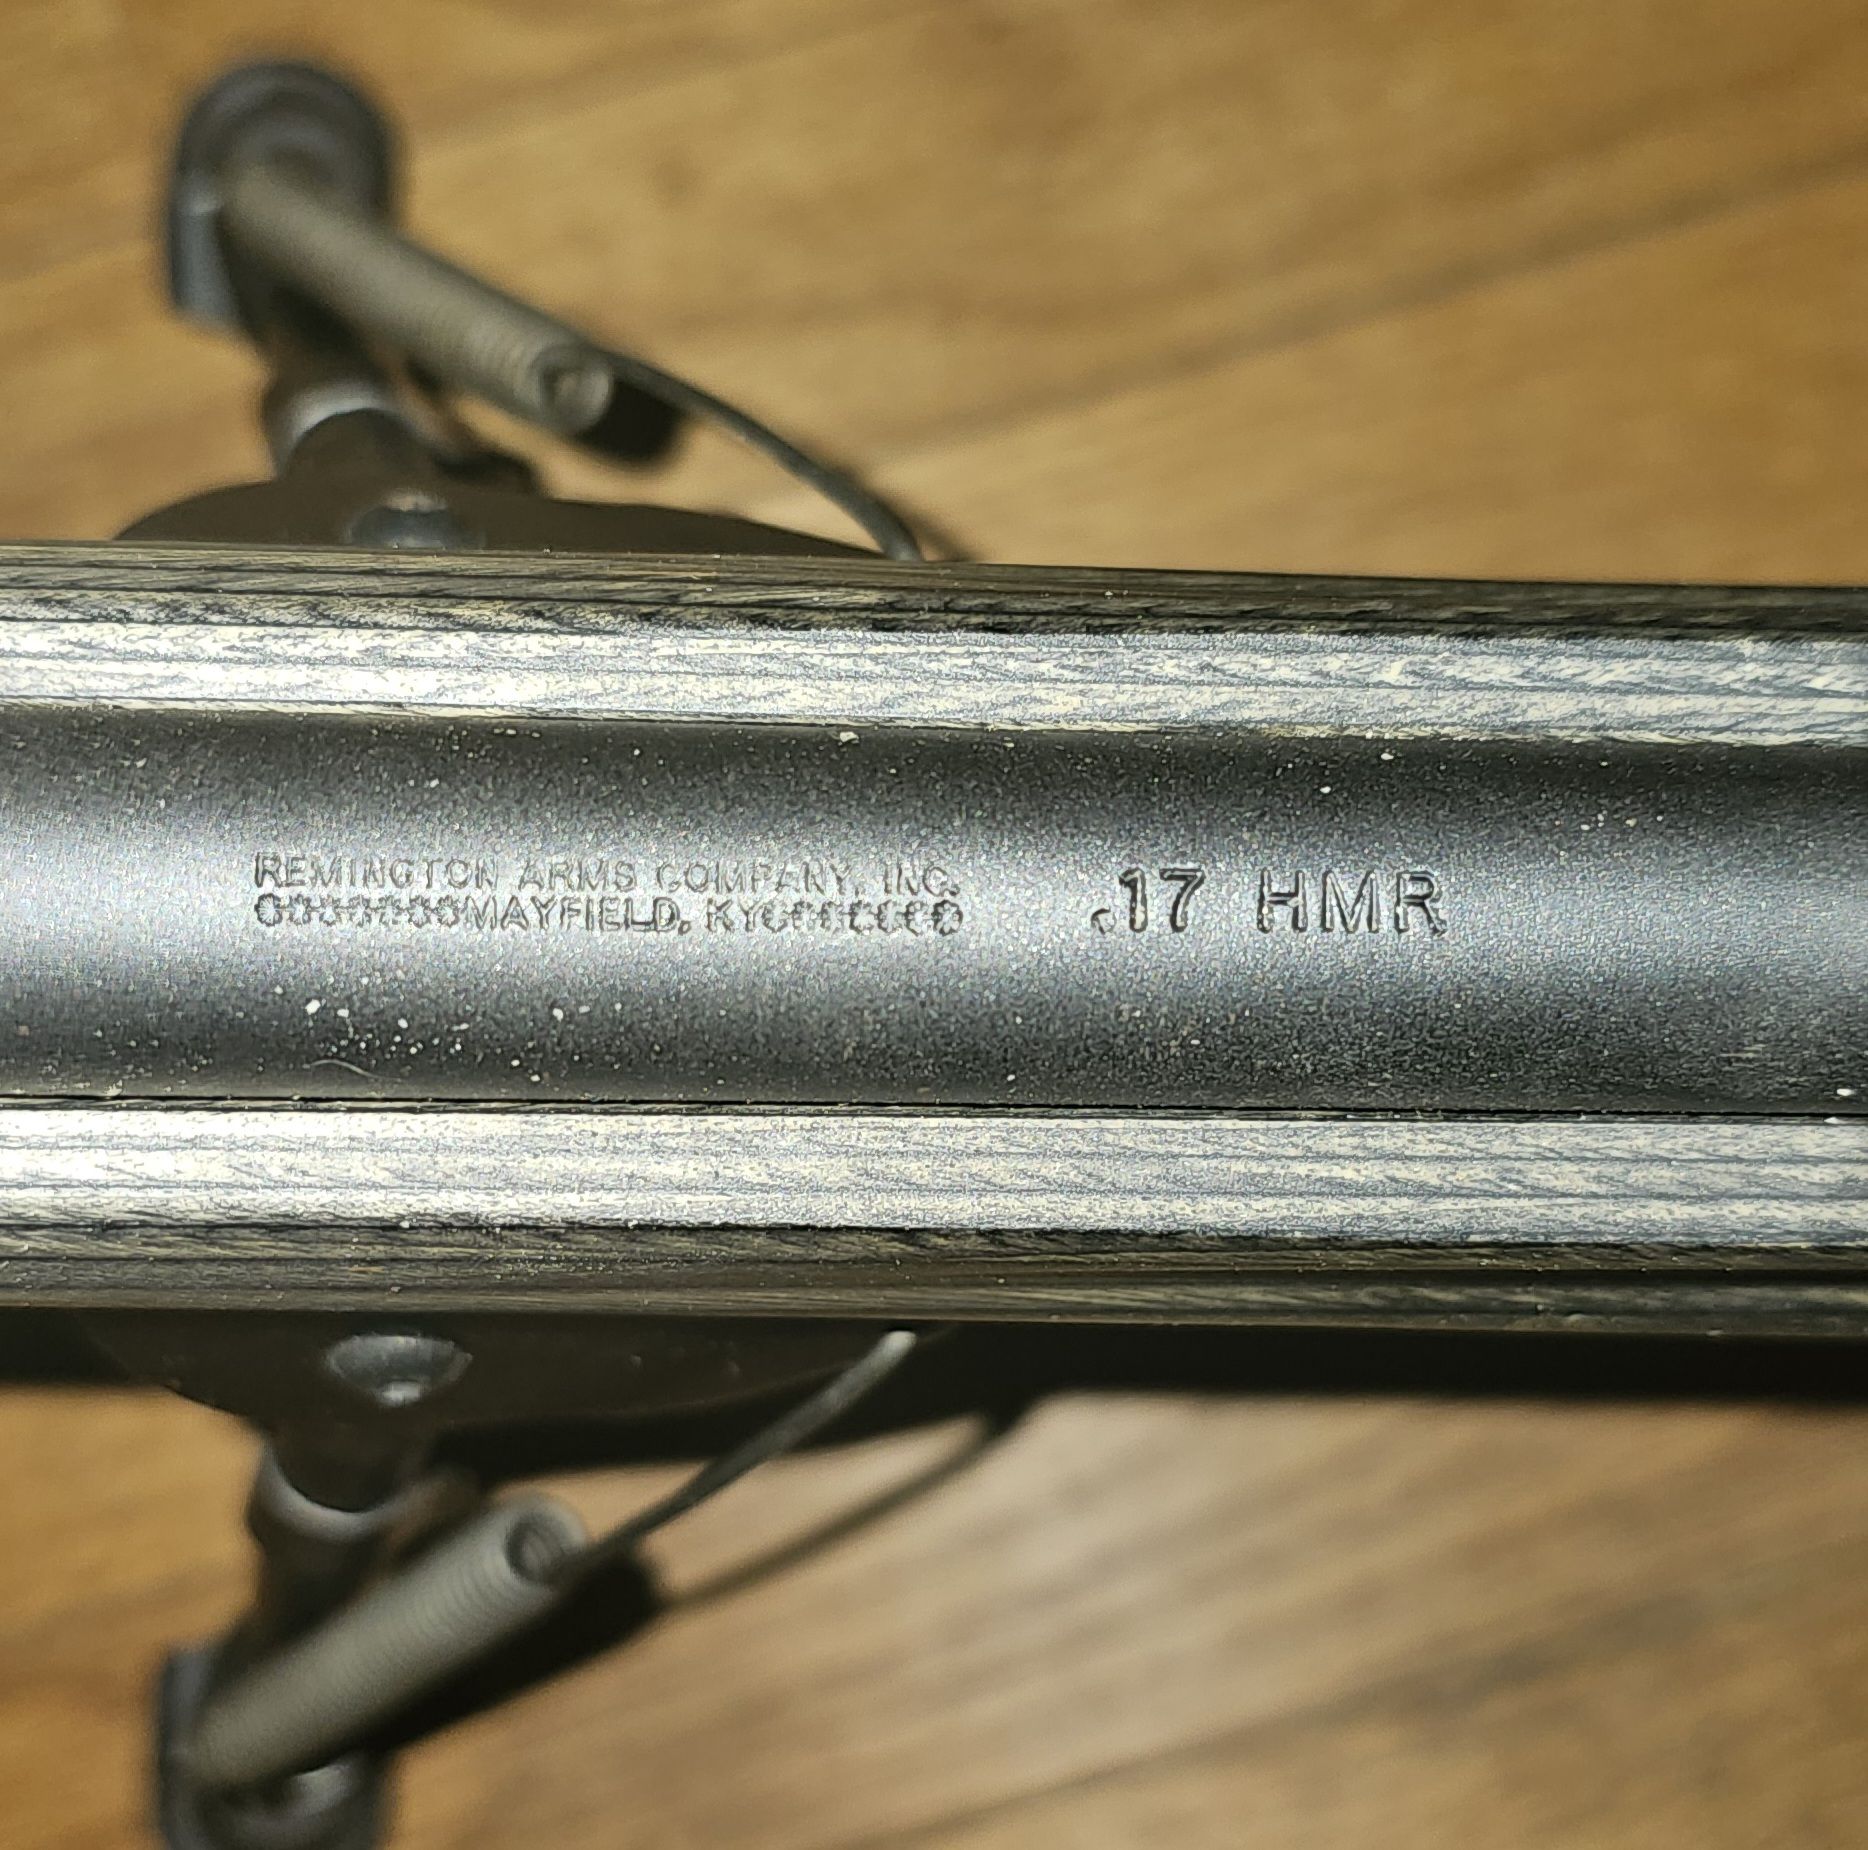 REMINGTON ARMS COMPANY, INC.
MAYFIELD, KY
.17 HMR